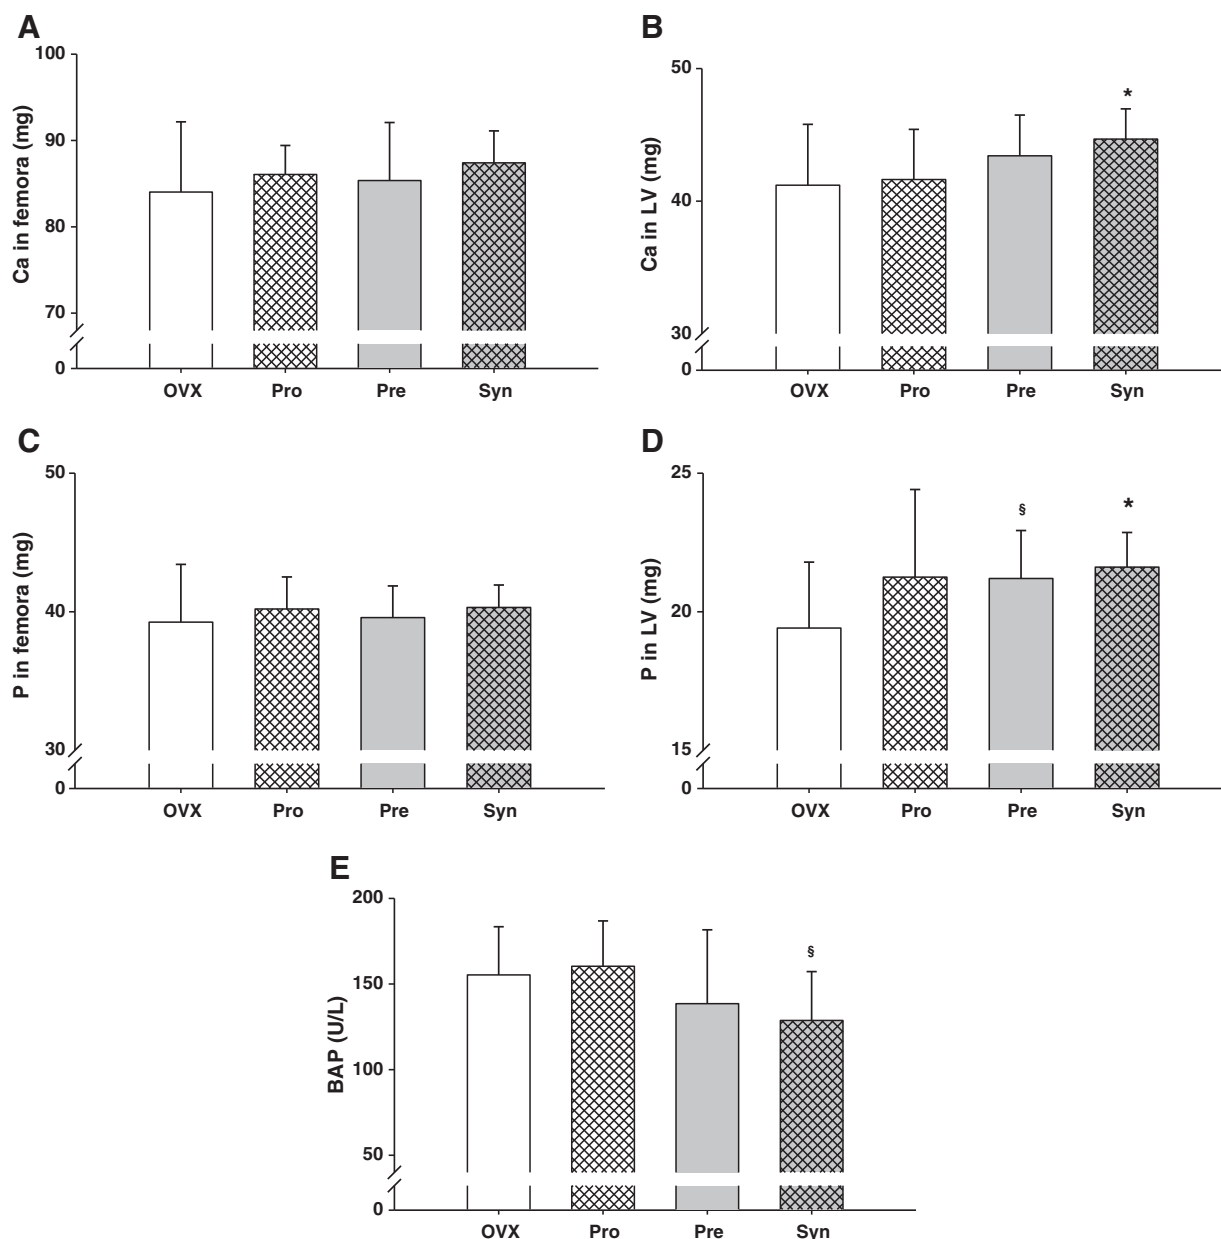 A
100
90
80
70
0
Ca in femora (mg)
OVX Pro Pre Syn
B
50
40
30
0
Ca in LV (mg)
*
OVX Pro Pre Syn
C
50
40
30
0
P in femora (mg)
OVX Pro Pre Syn
D
25
20
15
0
P in LV (mg)
§ *
OVX Pro Pre Syn
E
200
150
100
50
0
BAP (U/L)
§
OVX Pro Pre Syn